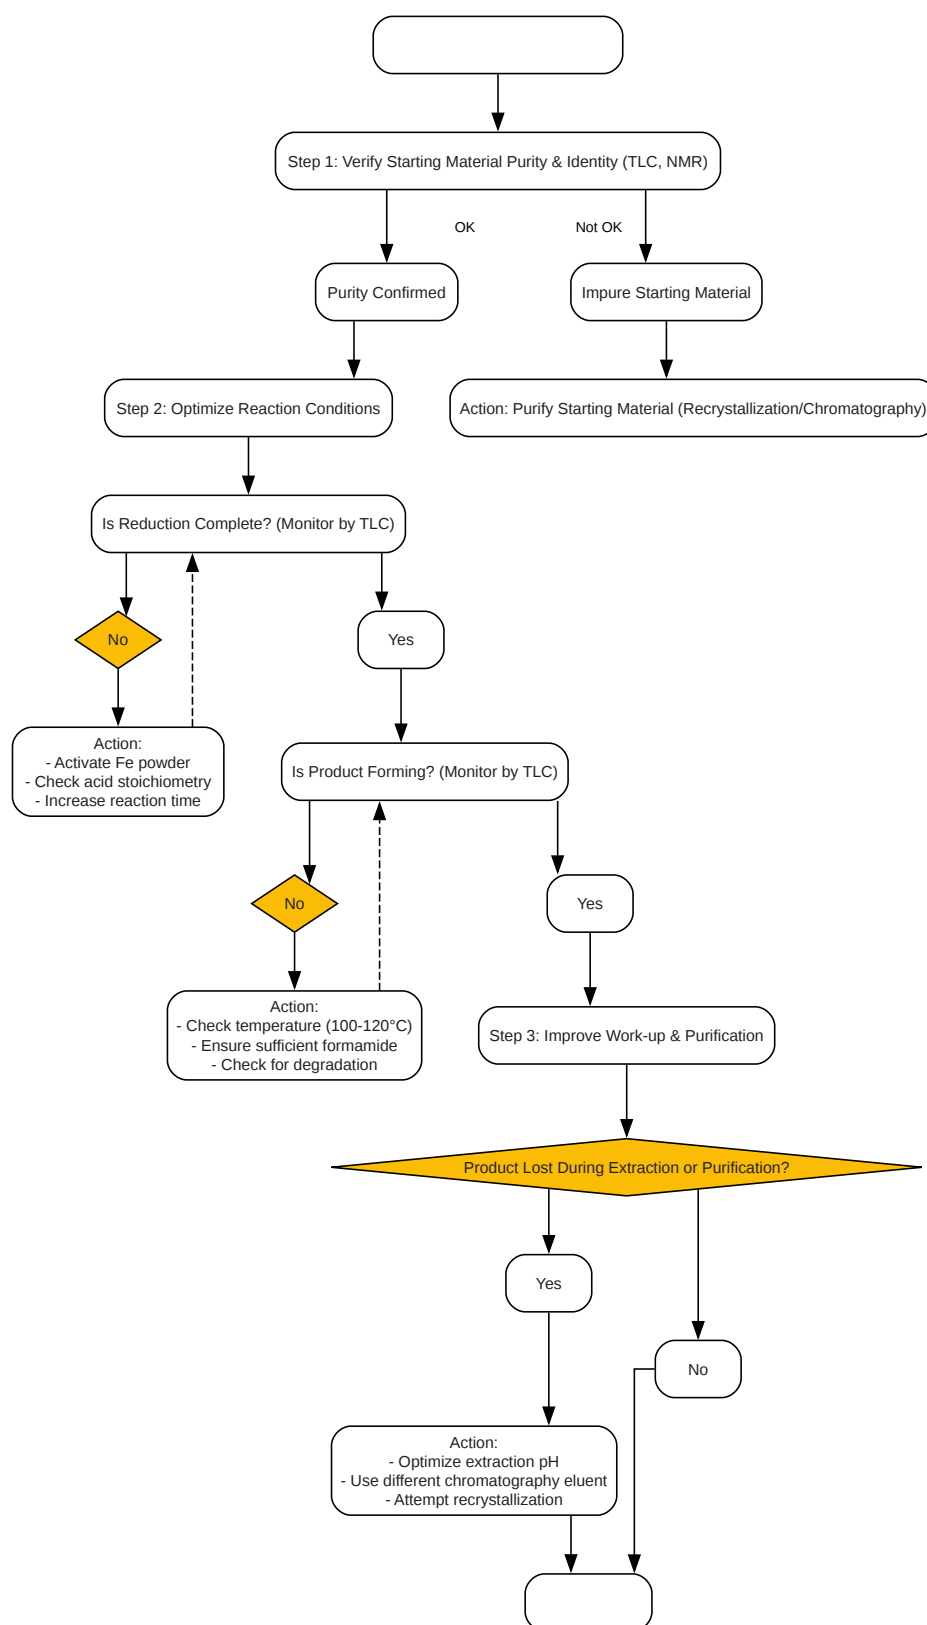 Step 1: Verify Starting Material Purity & Identity (TLC, NMR)
OK
Not OK
Purity Confirmed
Impure Starting Material
Step 2: Optimize Reaction Conditions
Action: Purify Starting Material (Recrystallization/Chromatography)
Is Reduction Complete? (Monitor by TLC)
No
Yes
Action:
- Activate Fe powder
- Check acid stoichiometry
- Increase reaction time
Is Product Forming? (Monitor by TLC)
No
Yes
Action:
- Check temperature (100-120°C)
- Ensure sufficient formamide
- Check for degradation
Step 3: Improve Work-up & Purification
Product Lost During Extraction or Purification?
Yes
No
Action:
- Optimize extraction pH
- Use different chromatography eluent
- Attempt recrystallization